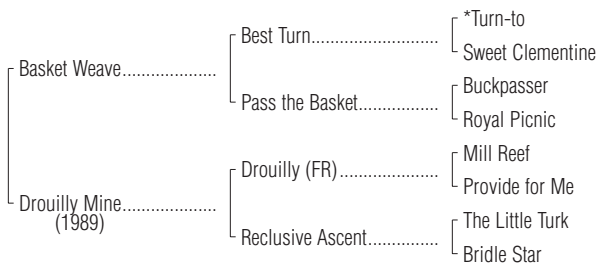 *Turn-to
Best Turn..........................
Sweet Clementine
Basket Weave...................
Buckpasser
Pass the Basket................
Royal Picnic
Mill Reef
Drouilly (FR)....................
Provide for Me
Drouilly Mine...................
(1989)
The Little Turk
Reclusive Ascent..............
Bridle Star